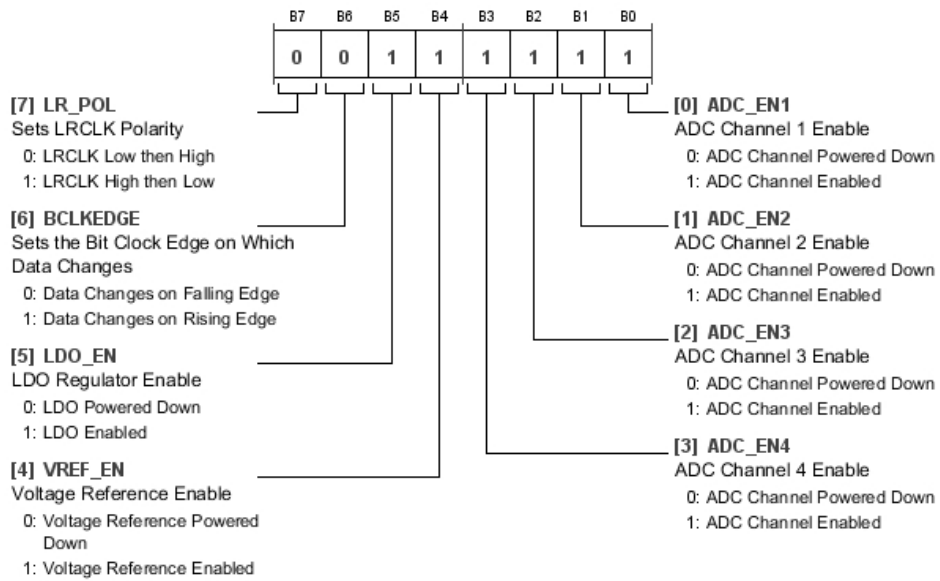 B7 B6 B5 B4 B3 B2 B1 B0
0 0 1 1 1 1 1 1
[7] LR_POL
Sets LRCLK Polarity
0: LRCLK Low then High
1: LRCLK High then Low
[6] BCLKEDGE
Sets the Bit Clock Edge on Which
Data Changes
0: Data Changes on Falling Edge
1: Data Changes on Rising Edge
[5] LDO_EN
LDO Regulator Enable
0: LDO Powered Down
1: LDO Enabled
[4] VREF_EN
Voltage Reference Enable
0: Voltage Reference Powered
Down
1: Voltage Reference Enabled
[0] ADC_EN1
ADC Channel 1 Enable
0: ADC Channel Powered Down
1: ADC Channel Enabled
[1] ADC_EN2
ADC Channel 2 Enable
0: ADC Channel Powered Down
1: ADC Channel Enabled
[2] ADC_EN3
ADC Channel 3 Enable
0: ADC Channel Powered Down
1: ADC Channel Enabled
[3] ADC_EN4
ADC Channel 4 Enable
0: ADC Channel Powered Down
1: ADC Channel Enabled